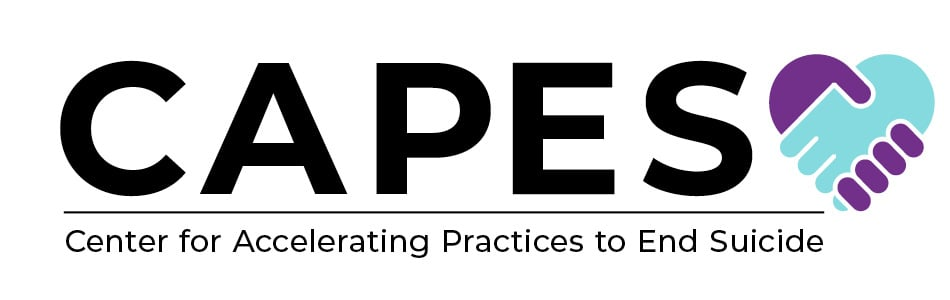 CAPES
Center for Accelerating Practices to End Suicide